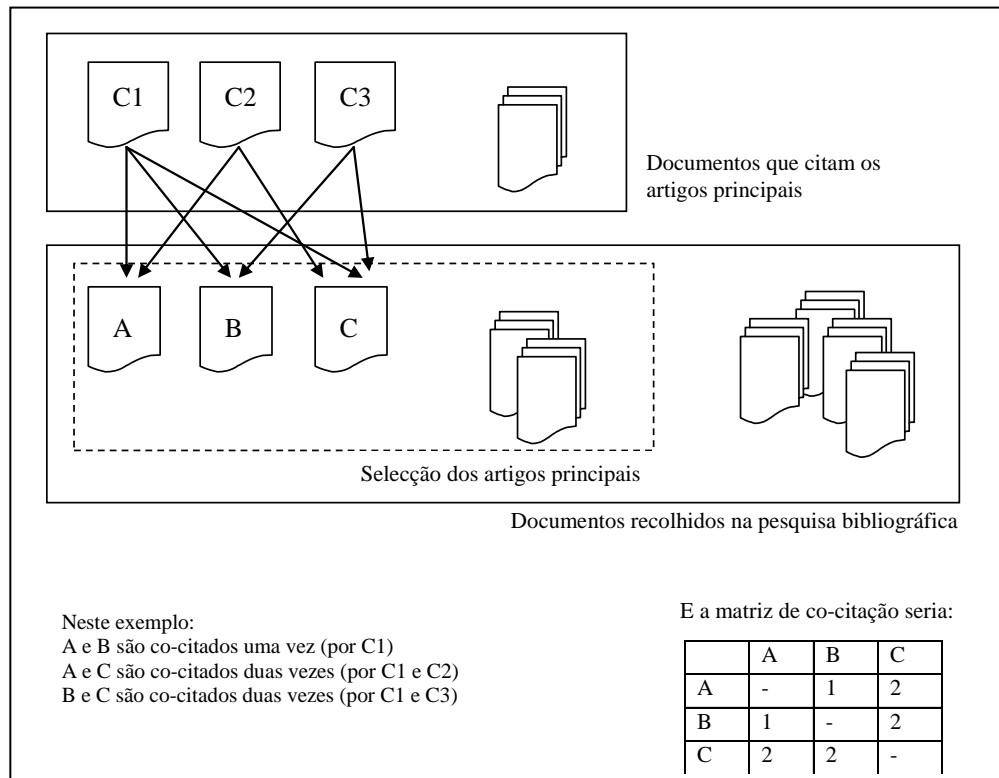 C1 C2 C3
Documentos que citam os
artigos principais
A B C
Selecção dos artigos principais
Documentos recolhidos na pesquisa bibliográfica
Neste exemplo:
A e B são co-citados uma vez (por C1)
A e C são co-citados duas vezes (por C1 e C2)
B e C são co-citados duas vezes (por C1 e C3)
E a matriz de co-citação seria:
A B C
A - 1 2
B 1 - 2
C 2 2 -